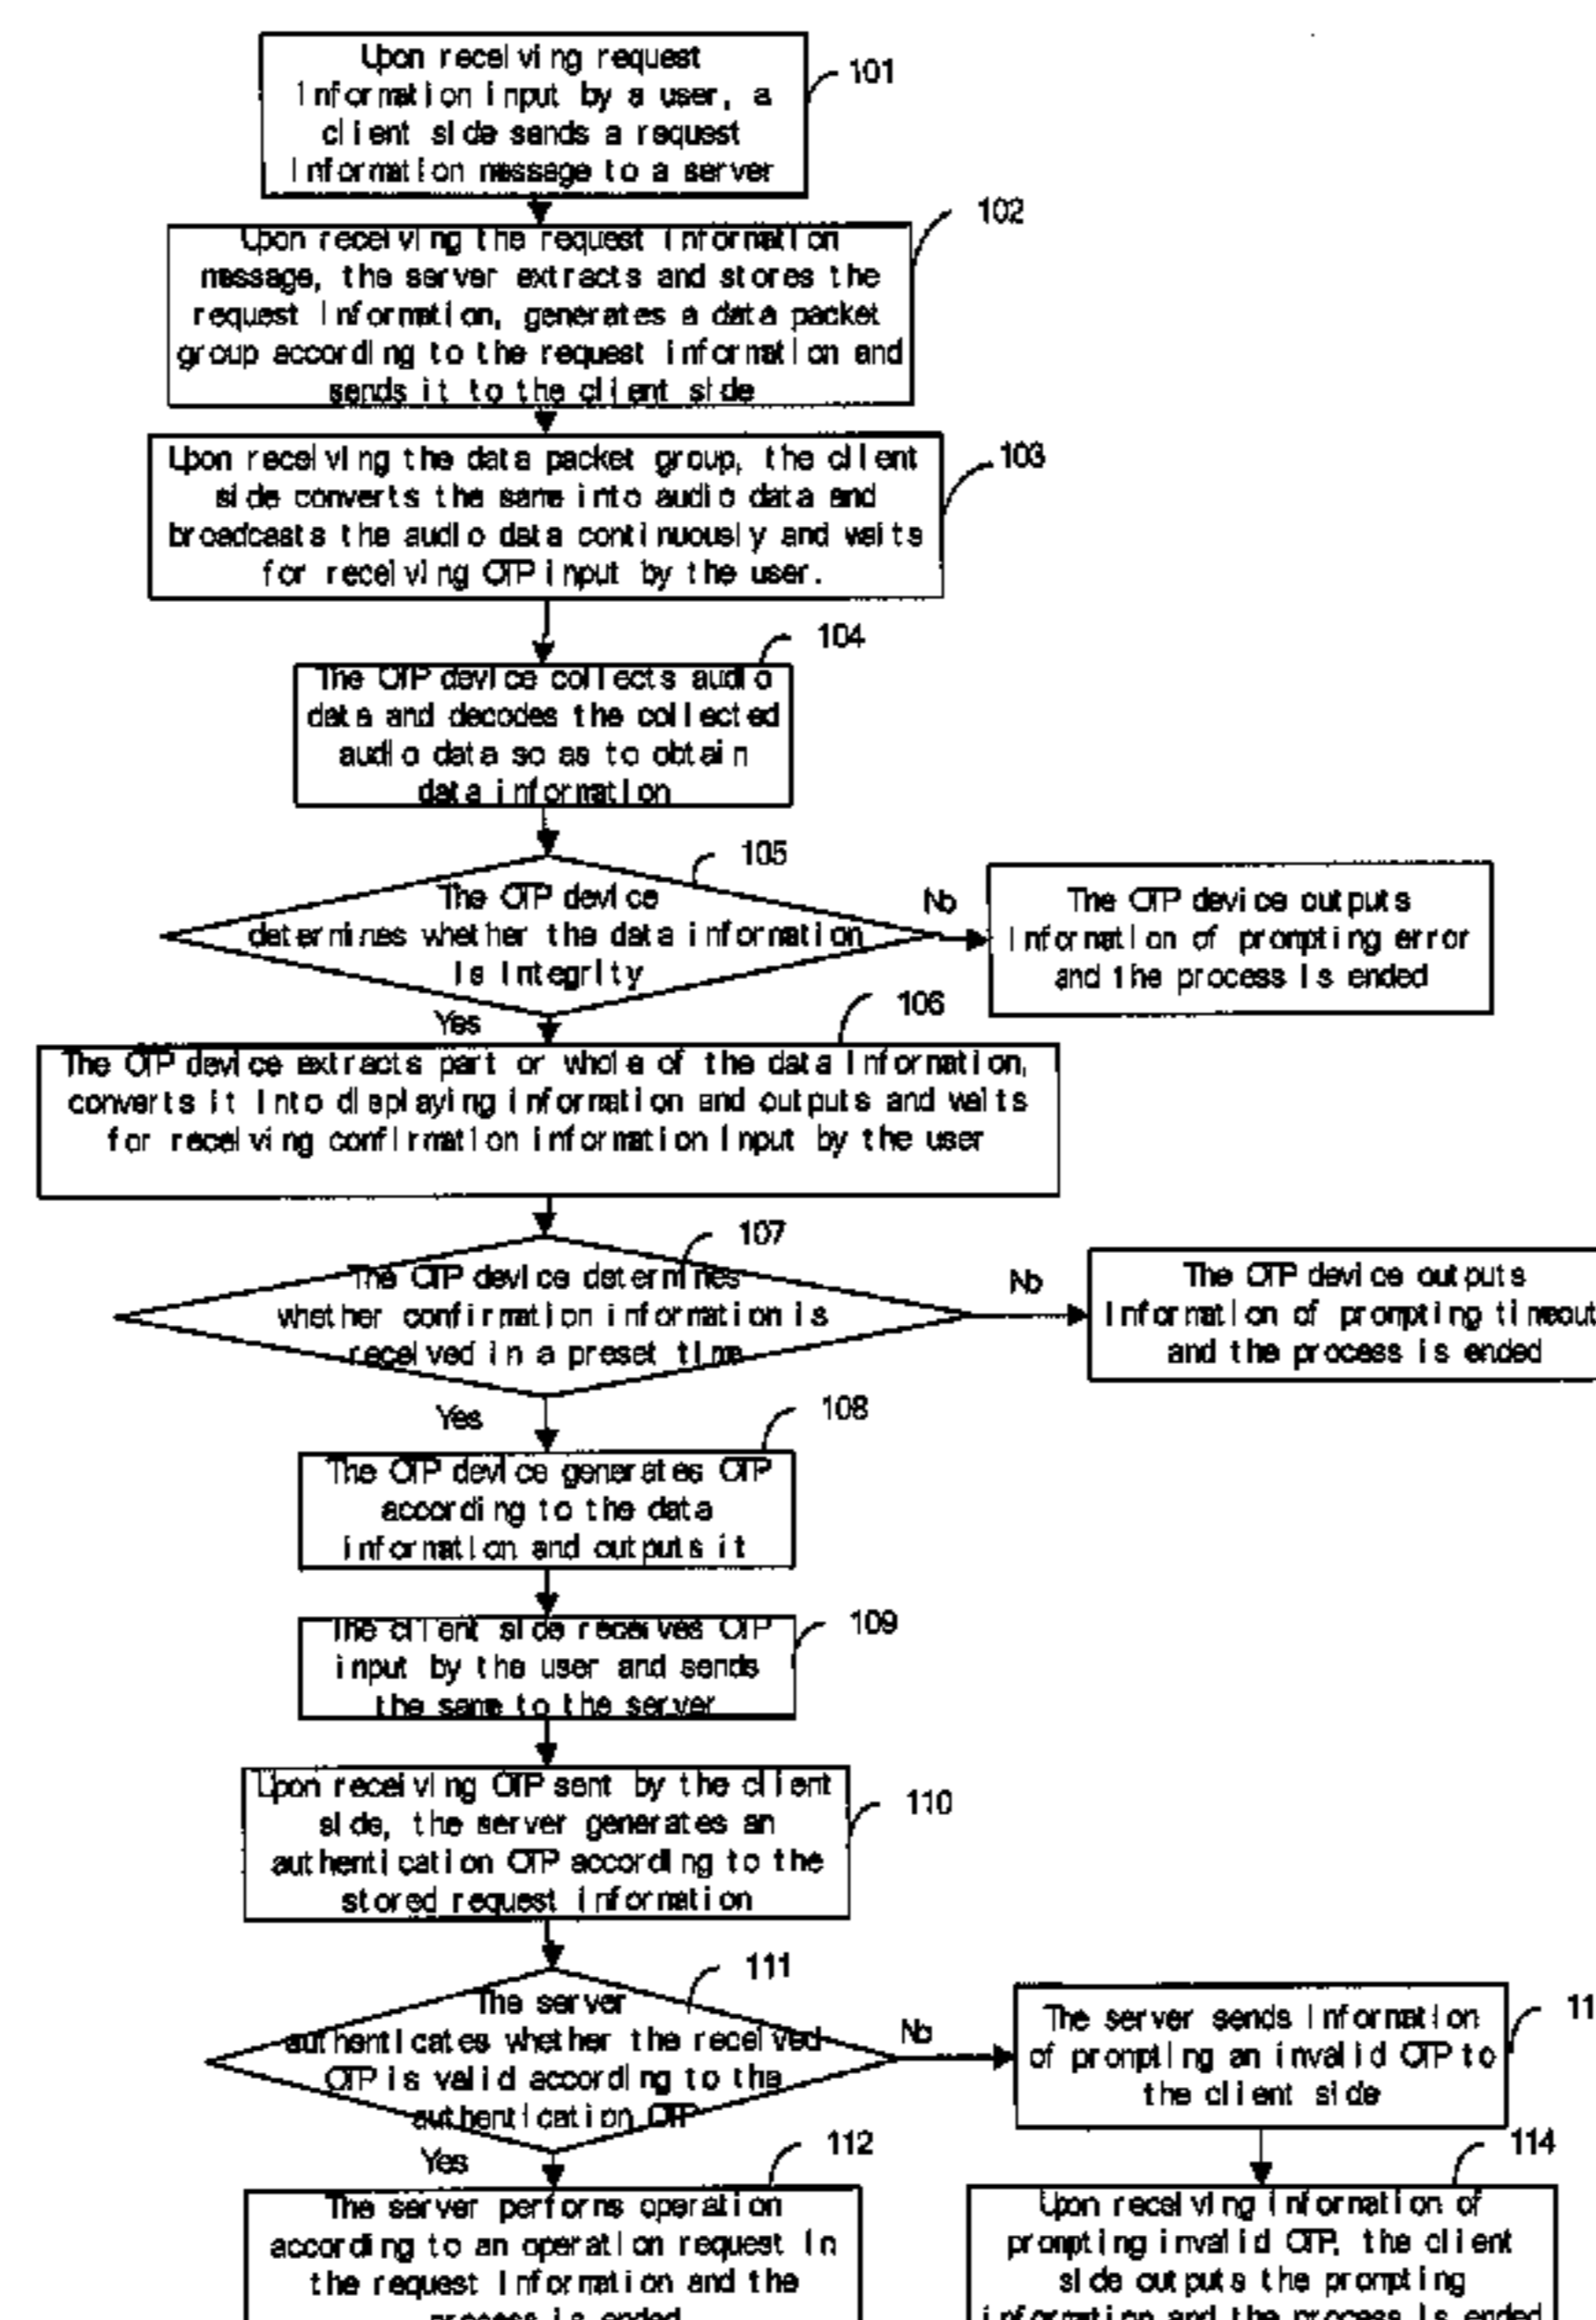 Upon receiving request
information input by a user, a
client side sends a request
information message to a server
101
Upon receiving the request information
message, the server extracts and stores the
request information, generates a data packet
group according to the request information and
sends it to the client side
102
Upon receiving the data packet group, the client
side converts the same into audio data and
broadcasts the audio data continuously and waits
for receiving OTP input by the user.
103
The OTP device collects audio
data and decodes the collected
audio data so as to obtain
data information
104
The OTP device
determines whether the data information
is integrity
105
No
The OTP device outputs
information of prompting error
and the process is ended
Yes
106
The OTP device extracts part or whole of the data information,
converts it into displaying information and outputs and waits
for receiving confirmation information input by the user
107
The OTP device determines
whether confirmation information is
received in a preset time
No
The OTP device outputs
information of prompting timeout
and the process is ended
Yes
108
The OTP device generates OTP
according to the data
information and outputs it
109
The client side receives OTP
input by the user and sends
the same to the server
110
Upon receiving OTP sent by the client
side, the server generates an
authentication OTP according to the
stored request information
111
The server
authenticates whether the received
OTP is valid according to the
authentication OTP
No
The server sends information
of prompting an invalid OTP to
the client side
11
Yes
112
The server performs operation
according to an operation request in
the request information and the
process is ended
114
Upon receiving information of
prompting invalid OTP, the client
side outputs the prompting
information and the process is ended